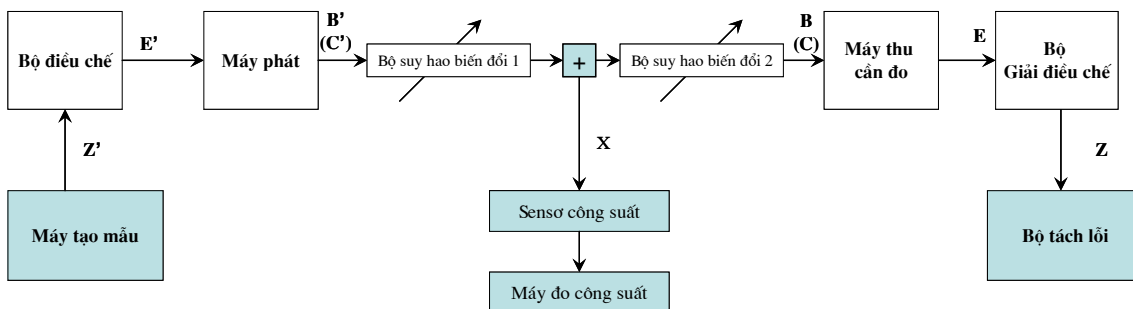 Bộ điều chế
E’
Máy phát
B’
(C’)
Bộ suy hao biến đổi 1
+
Bộ suy hao biến đổi 2
B
(C)
Máy thu
cần đo
E
Bộ
Giải điều chế
Z’
X
Z
Máy tạo mẫu
Sensơ công suất
Bộ tách lỗi
Máy đo công suất